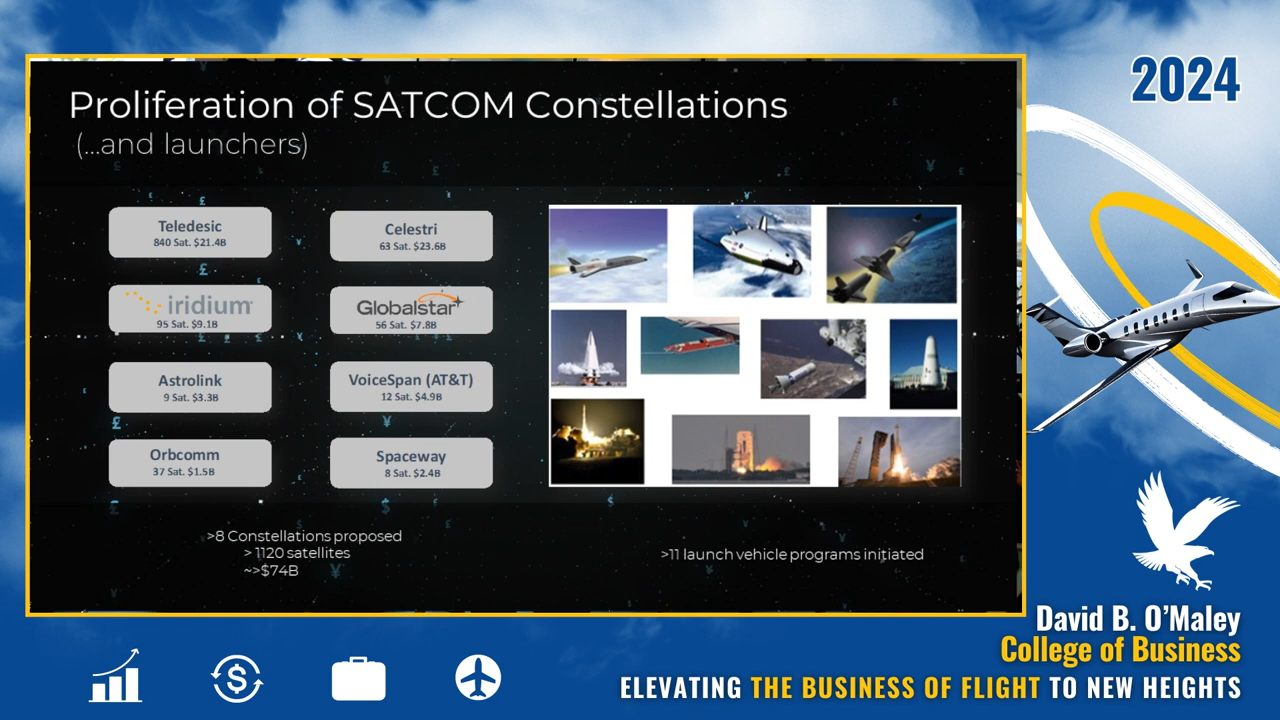 2024
Proliferation of SATCOM Constellations
(...and launchers)
Teledesic
840 Sat. $21.4B
Celestri
63 Sat. $23.6B
iridium
95 Sat. $9.1B
Globalstar
56 Sat. $7.8B
Astrolink
9 Sat. $3.3B
VoiceSpan (AT&T)
12 Sat. $4.9B
Orbcomm
37 Sat. $1.5B
Spaceway
8 Sat. $2.4B
>8 Constellations proposed
> 1120 satellites
~>$74B
>11 launch vehicle programs initiated
David B. O’Maley
College of Business
ELEVATING THE BUSINESS OF FLIGHT TO NEW HEIGHTS